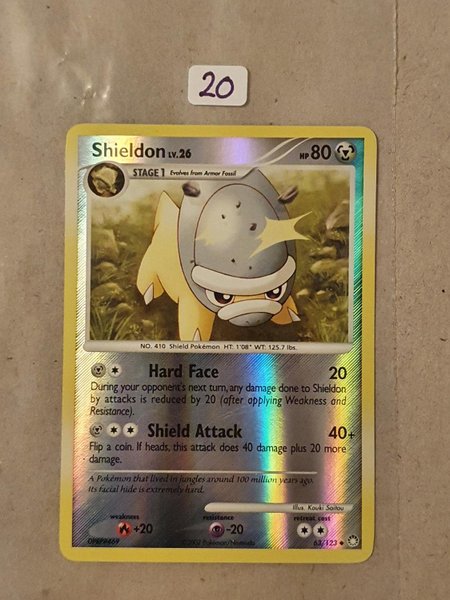 20
Shieldon LV.26 HP 80
STAGE 1 Evolves from Armor Fossil
NO. 410 Shield Pokémon HT: 1'08" WT: 125.7 lbs.
Hard Face 20
During your opponent's next turn, any damage done to Shieldon
by attacks is reduced by 20 (after applying Weakness and
Resistance).
Shield Attack 40+
Flip a coin. If heads, this attack does 40 damage plus 20 more
damage.
A Pokémon that lived in jungles around 100 million years ago.
Its facial hide is extremely hard.
Illus. Kouki Saitou
weakness resistance retreat cost
+20 -20
©2007 Pokémon/Nintendo 63/123